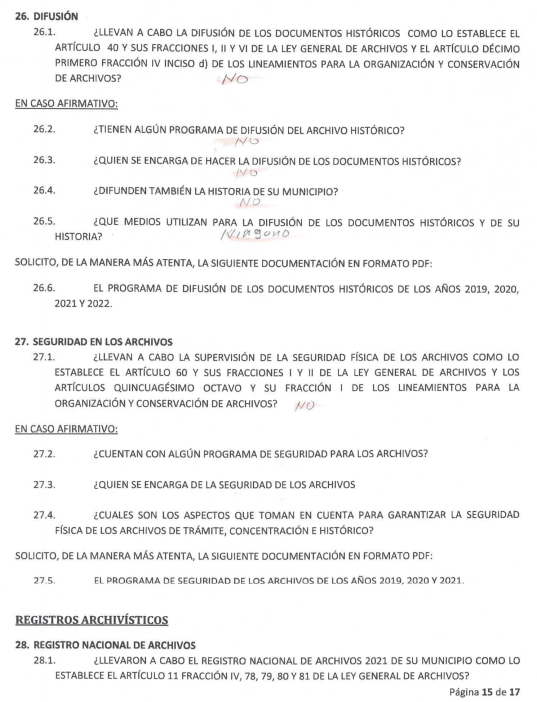 26. DIFUSIÓN
26.1. ¿LLEVAN A CABO LA DIFUSIÓN DE LOS DOCUMENTOS HISTÓRICOS COMO LO ESTABLECE EL
ARTÍCULO 40 Y SUS FRACCIONES I, II Y VI DE LA LEY GENERAL DE ARCHIVOS Y EL ARTÍCULO DÉCIMO
PRIMERO FRACCIÓN IV INCISO d) DE LOS LINEAMIENTOS PARA LA ORGANIZACIÓN Y CONSERVACIÓN
DE ARCHIVOS? NO
EN CASO AFIRMATIVO:
26.2. ¿TIENEN ALGÚN PROGRAMA DE DIFUSIÓN DEL ARCHIVO HISTÓRICO?
NO
26.3. ¿QUIEN SE ENCARGA DE HACER LA DIFUSIÓN DE LOS DOCUMENTOS HISTÓRICOS?
NO
26.4. ¿DIFUNDEN TAMBIÉN LA HISTORIA DE SU MUNICIPIO?
NO
26.5. ¿QUE MEDIOS UTILIZAN PARA LA DIFUSIÓN DE LOS DOCUMENTOS HISTÓRICOS Y DE SU
HISTORIA? NINGUNO
SOLICITO, DE LA MANERA MÁS ATENTA, LA SIGUIENTE DOCUMENTACIÓN EN FORMATO PDF:
26.6. EL PROGRAMA DE DIFUSIÓN DE LOS DOCUMENTOS HISTÓRICOS DE LOS AÑOS 2019, 2020,
2021 Y 2022.
27. SEGURIDAD EN LOS ARCHIVOS
27.1. ¿LLEVAN A CABO LA SUPERVISIÓN DE LA SEGURIDAD FÍSICA DE LOS ARCHIVOS COMO LO
ESTABLECE EL ARTÍCULO 60 Y SUS FRACCIONES I Y II DE LA LEY GENERAL DE ARCHIVOS Y LOS
ARTÍCULOS QUINCUAGÉSIMO OCTAVO Y SU FRACCIÓN I DE LOS LINEAMIENTOS PARA LA
ORGANIZACIÓN Y CONSERVACIÓN DE ARCHIVOS? NO
EN CASO AFIRMATIVO:
27.2. ¿CUENTAN CON ALGÚN PROGRAMA DE SEGURIDAD PARA LOS ARCHIVOS?
27.3. ¿QUIEN SE ENCARGA DE LA SEGURIDAD DE LOS ARCHIVOS
27.4. ¿CUALES SON LOS ASPECTOS QUE TOMAN EN CUENTA PARA GARANTIZAR LA SEGURIDAD
FÍSICA DE LOS ARCHIVOS DE TRÁMITE, CONCENTRACIÓN E HISTÓRICO?
SOLICITO, DE LA MANERA MÁS ATENTA, LA SIGUIENTE DOCUMENTACIÓN EN FORMATO PDF:
27.5. EL PROGRAMA DE SEGURIDAD DE LOS ARCHIVOS DE LOS AÑOS 2019, 2020 Y 2021.
REGISTROS ARCHIVÍSTICOS
28. REGISTRO NACIONAL DE ARCHIVOS
28.1. ¿LLEVARON A CABO EL REGISTRO NACIONAL DE ARCHIVOS 2021 DE SU MUNICIPIO COMO LO
ESTABLECE EL ARTÍCULO 11 FRACCIÓN IV, 78, 79, 80 Y 81 DE LA LEY GENERAL DE ARCHIVOS?
Página 15 de 17